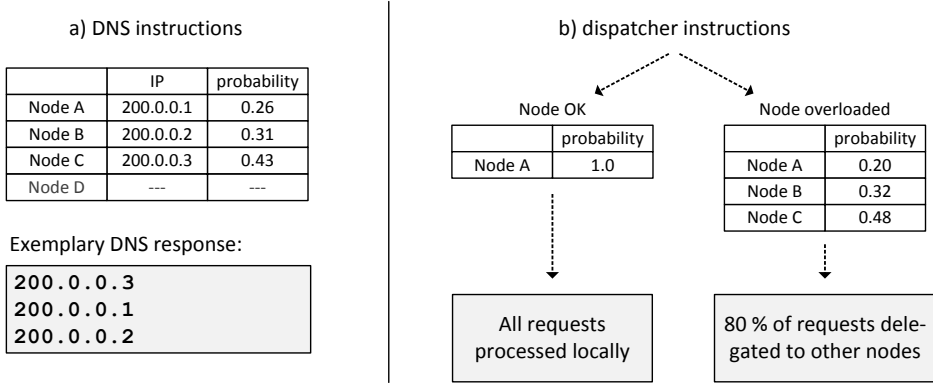 a) DNS instructions
IP probability
Node A 200.0.0.1 0.26
Node B 200.0.0.2 0.31
Node C 200.0.0.3 0.43
Node D --- ---
Exemplary DNS response:
200.0.0.3
200.0.0.1
200.0.0.2
b) dispatcher instructions
Node OK
probability
Node A 1.0
All requests
processed locally
Node overloaded
probability
Node A 0.20
Node B 0.32
Node C 0.48
80 % of requests dele-
gated to other nodes